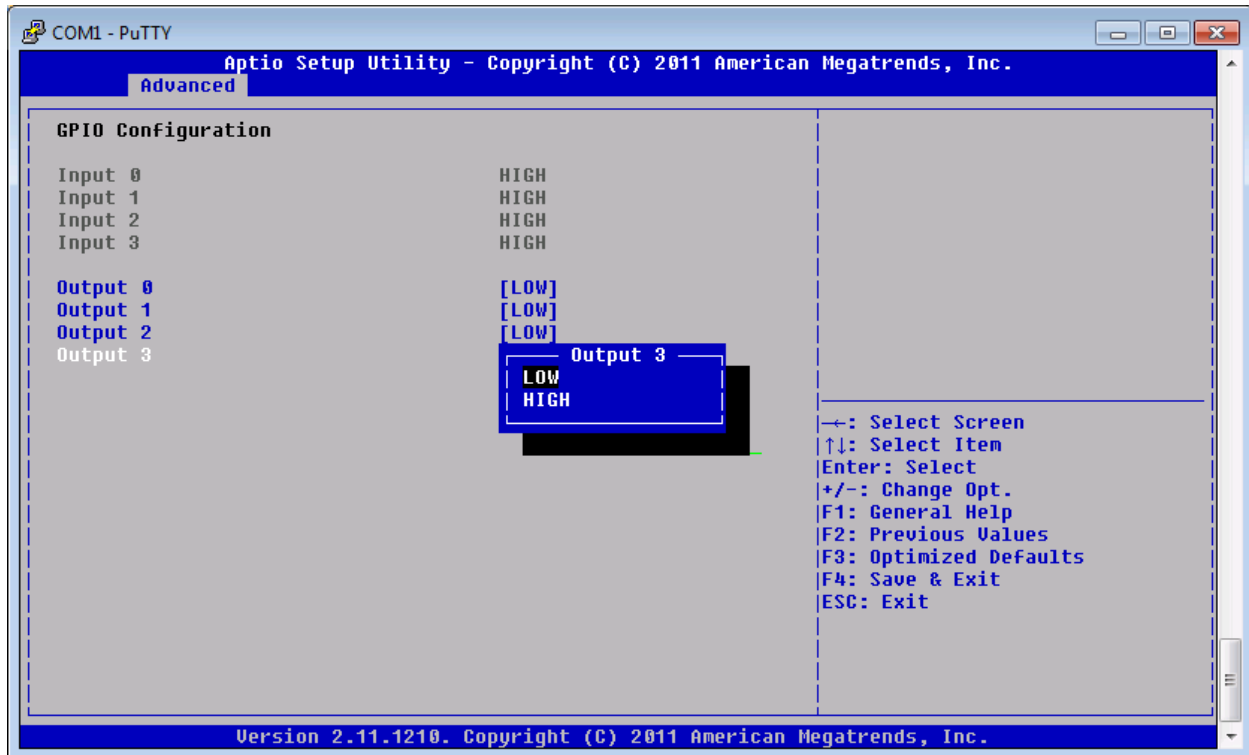 COM1 - PuTTY
Aptio Setup Utility - Copyright (C) 2011 American Megatrends, Inc.
Advanced
GPIO Configuration
Input 0 HIGH
Input 1 HIGH
Input 2 HIGH
Input 3 HIGH
Output 0 [LOW]
Output 1 [LOW]
Output 2 [LOW]
Output 3
Output 3
LOW
HIGH
→←: Select Screen
↑↓: Select Item
Enter: Select
+/-: Change Opt.
F1: General Help
F2: Previous Values
F3: Optimized Defaults
F4: Save & Exit
ESC: Exit
Version 2.11.1210. Copyright (C) 2011 American Megatrends, Inc.